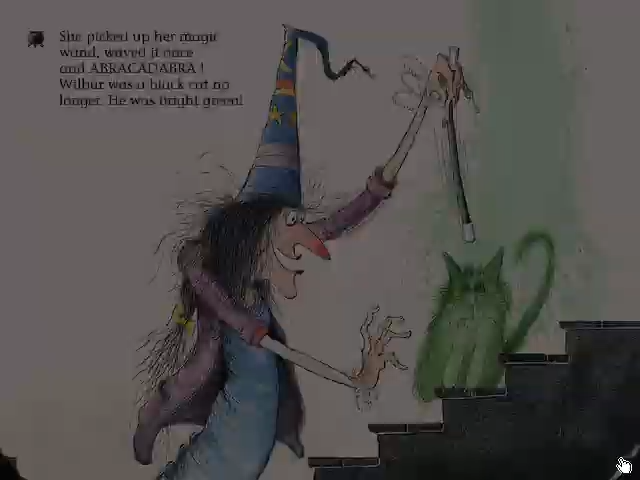 She picked up her magic
wand, waved it once
and ABRACADABRA !
Wilbur was a black cat no
longer. He was bright green!